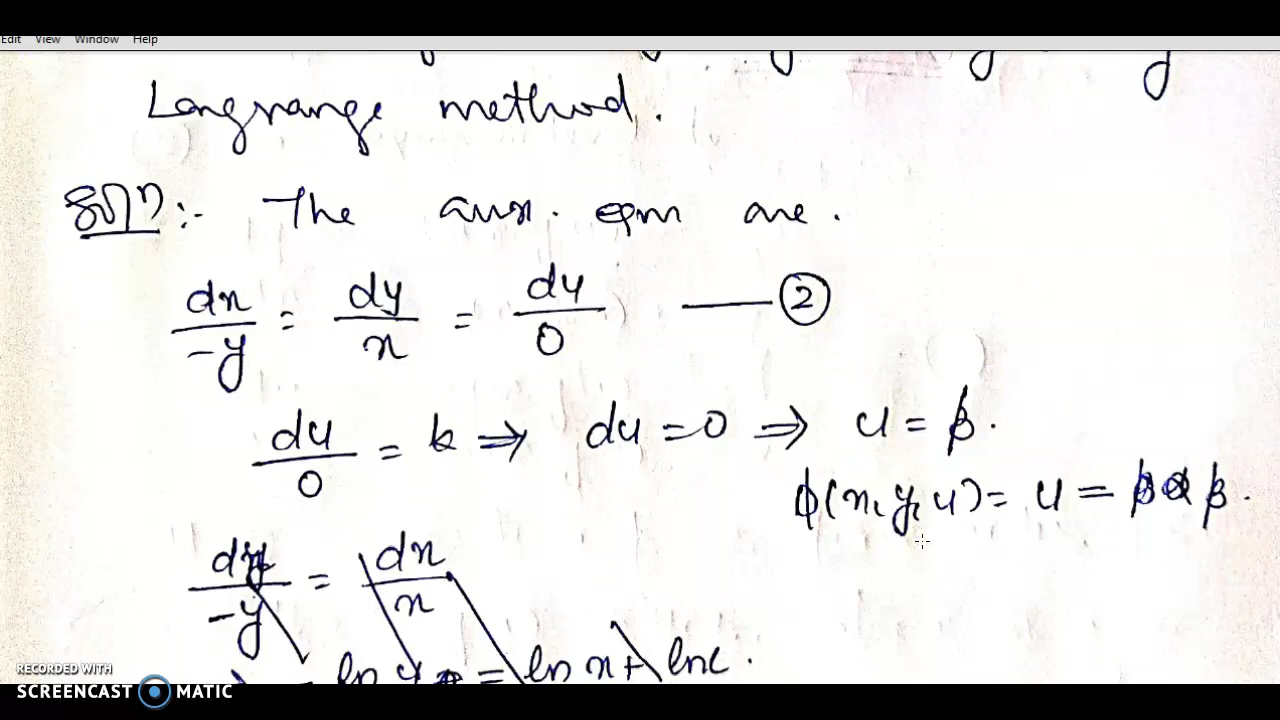 Edit View Window Help
Langrange method.
Sol?:- The aux. eqn are.
dx/-y = dy/x = du/0 —— ②
du/0 = k ⇒ du = 0 ⇒ u = β.
φ(x, y, u) = u = β.
-y = dx/x
ln y = ln x + ln c.
RECORDED WITH
SCREENCAST MATIC